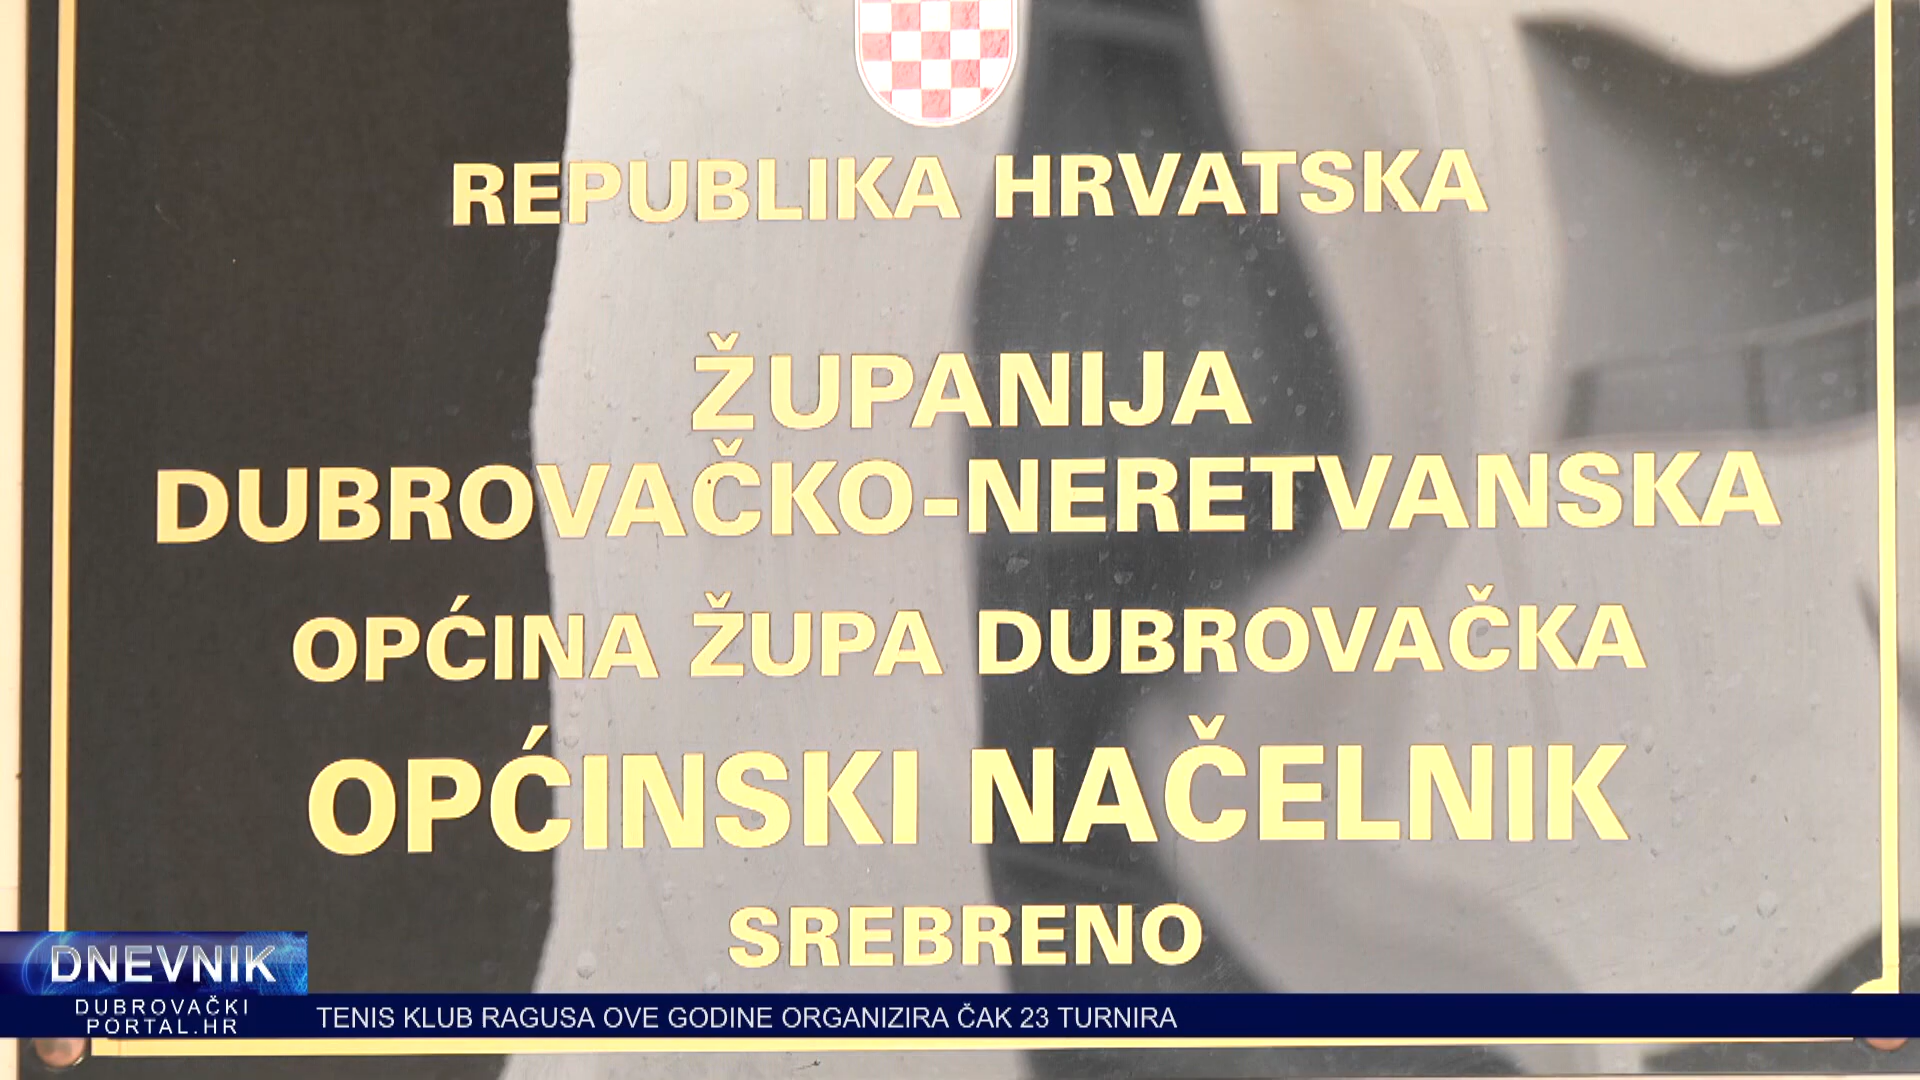 REPUBLIKA HRVATSKA
ŽUPANIJA
DUBROVAČKO-NERETVANSKA
OPĆINA ŽUPA DUBROVAČKA
OPĆINSKI NAČELNIK
SREBRENO
DNEVNIK
DUBROVAČKI
PORTAL.HR
TENIS KLUB RAGUSA OVE GODINE ORGANIZIRA ČAK 23 TURNIRA